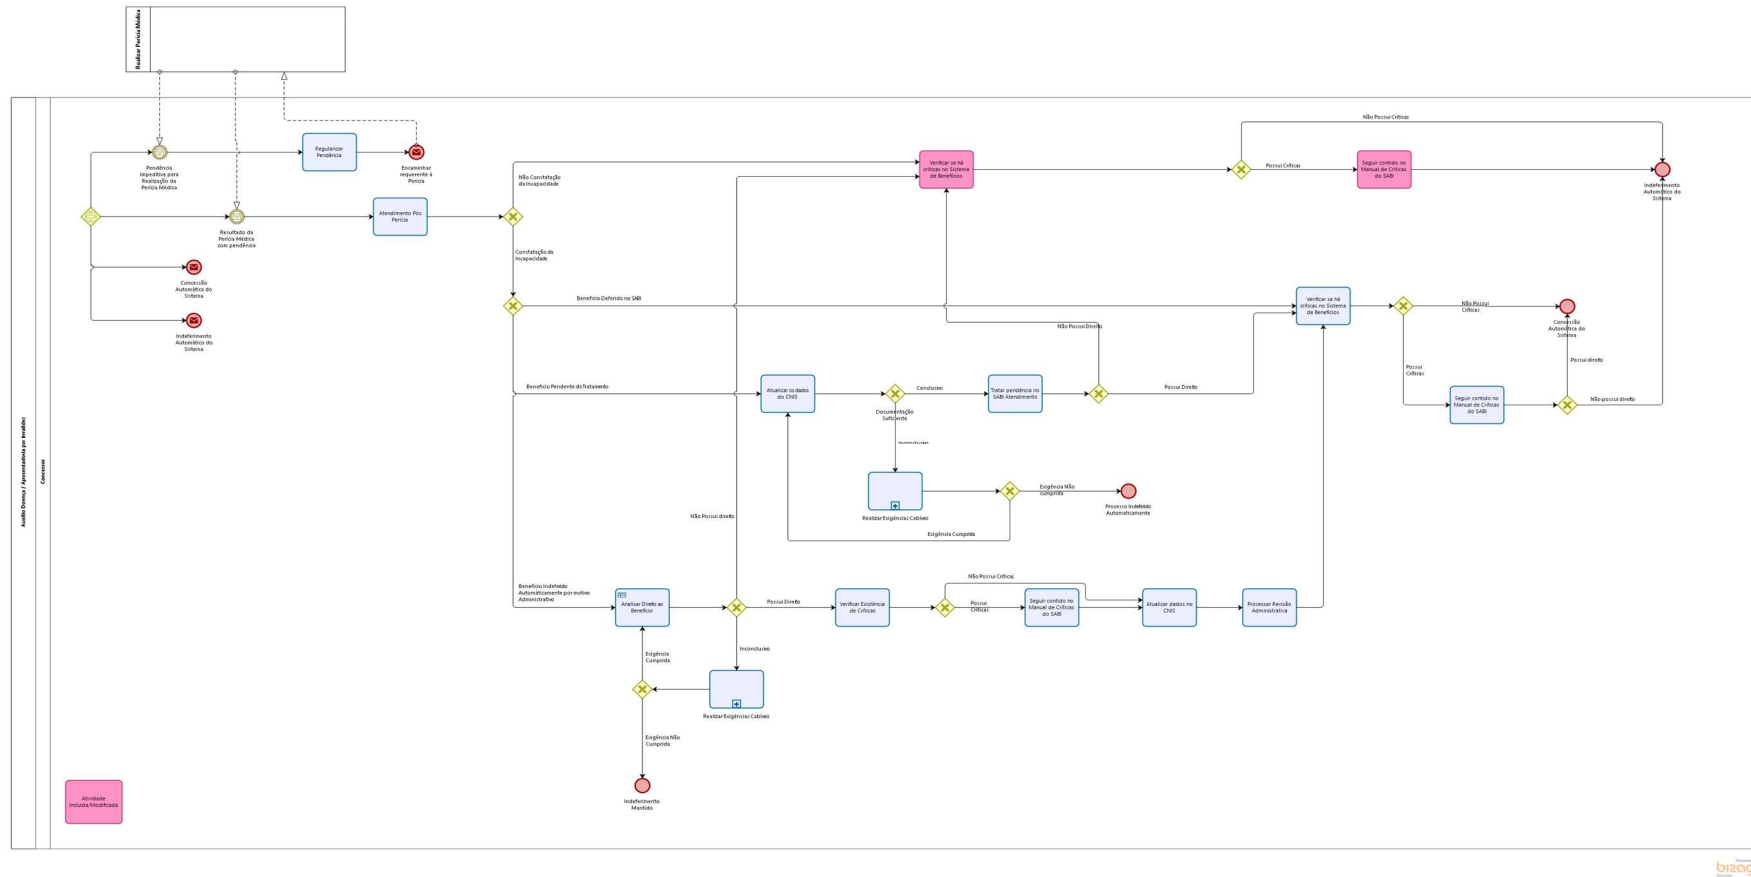 Realizar Perícia Médica
Auxílio Doença / Aposentadoria por Invalidez
Concessor
Pendência
Impeditiva para
Realização da
Perícia Médica
Regularizar
Pendência
Encaminhar
requerente à
Perícia
Resultado da
Perícia Médica
com pendência
Atendimento Pós
Perícia
Concessão
Automática do
Sistema
Indeferimento
Automático do
Sistema
Não Constatação
da Incapacidade
Constatação da
Incapacidade
Verificar se há
críticas no Sistema
de Benefícios
Não Possui Críticas
Possui Críticas
Seguir contido no
Manual de Críticas
do SABI
Indeferimento
Automático do
Sistema
Benefício Deferido no SABI
Verificar se há
críticas no Sistema
de Benefícios
Não Possui
Críticas
Concessão
Automática do
Sistema
Possui
Críticas
Possui direito
Seguir contido no
Manual de Críticas
do SABI
Não possui direito
Não Possui Direito
Benefício Pendente de Tratamento
Atualizar os dados
do CNIS
Documentação
Suficiente
Conclusivo
Tratar pendência no
SABI Atendimento
Possui Direito
Inconclusivo
Realizar Exigências Cabíveis
Exigência Não
cumprida
Processo Indeferido
Automaticamente
Exigência Cumprida
Não Possui direito
Benefício Indeferido
Automáticamente por motivo
Administrativo
Analisar Direito ao
Benefício
Possui Direito
Verificar Existência
de Críticas
Não Possui Críticas
Possui
Críticas
Seguir contido no
Manual de Críticas
do SABI
Atualizar dados no
CNIS
Processar Revisão
Administrativa
Inconclusivo
Exigência
Cumprida
Realizar Exigências Cabíveis
Exigência Não
Cumprida
Indeferimento
Mantido
Atividade
Incluída/Modificada